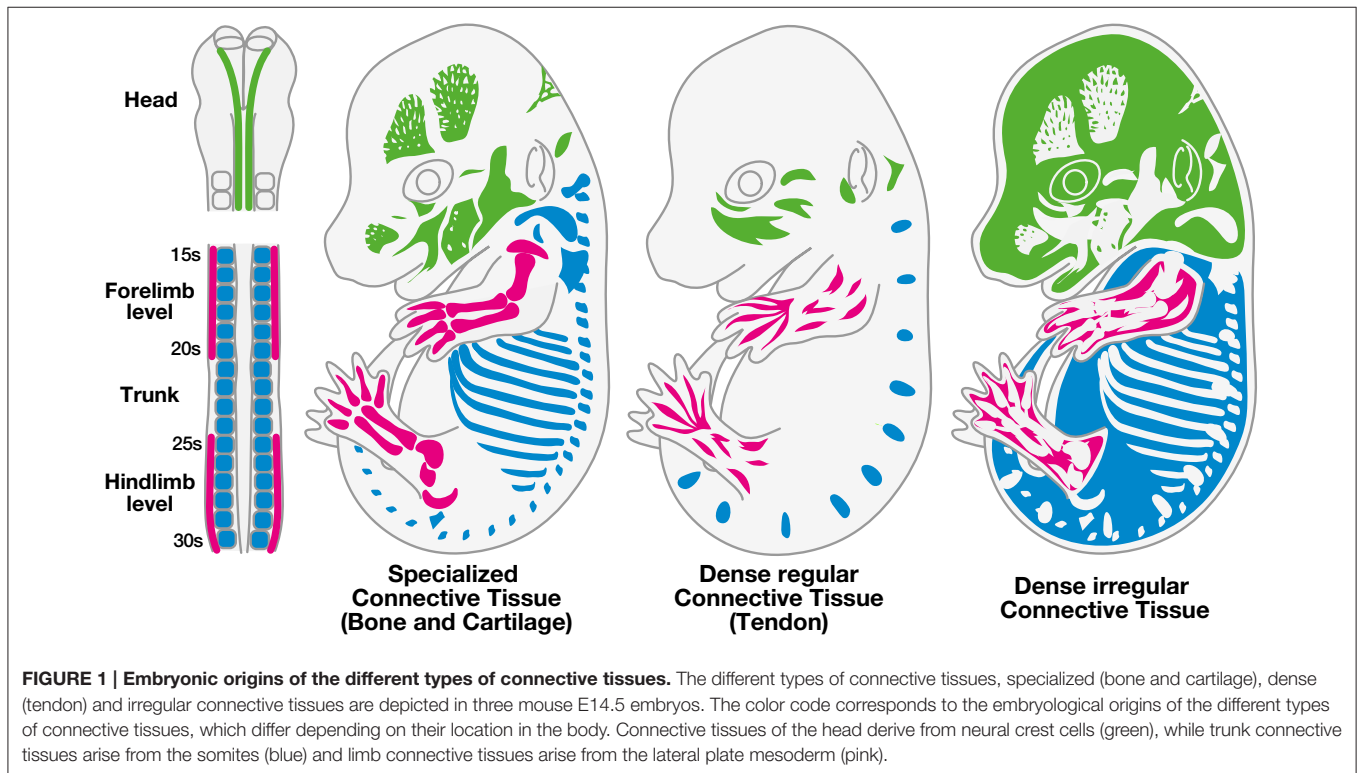 Head
15s
Forelimb
level
20s
Trunk
25s
Hindlimb
level
30s
Specialized
Connective Tissue
(Bone and Cartilage)
Dense regular
Connective Tissue
(Tendon)
Dense irregular
Connective Tissue
FIGURE 1 | Embryonic origins of the different types of connective tissues. The different types of connective tissues, specialized (bone and cartilage), dense
(tendon) and irregular connective tissues are depicted in three mouse E14.5 embryos. The color code corresponds to the embryological origins of the different types
of connective tissues, which differ depending on their location in the body. Connective tissues of the head derive from neural crest cells (green), while trunk connective
tissues arise from the somites (blue) and limb connective tissues arise from the lateral plate mesoderm (pink).